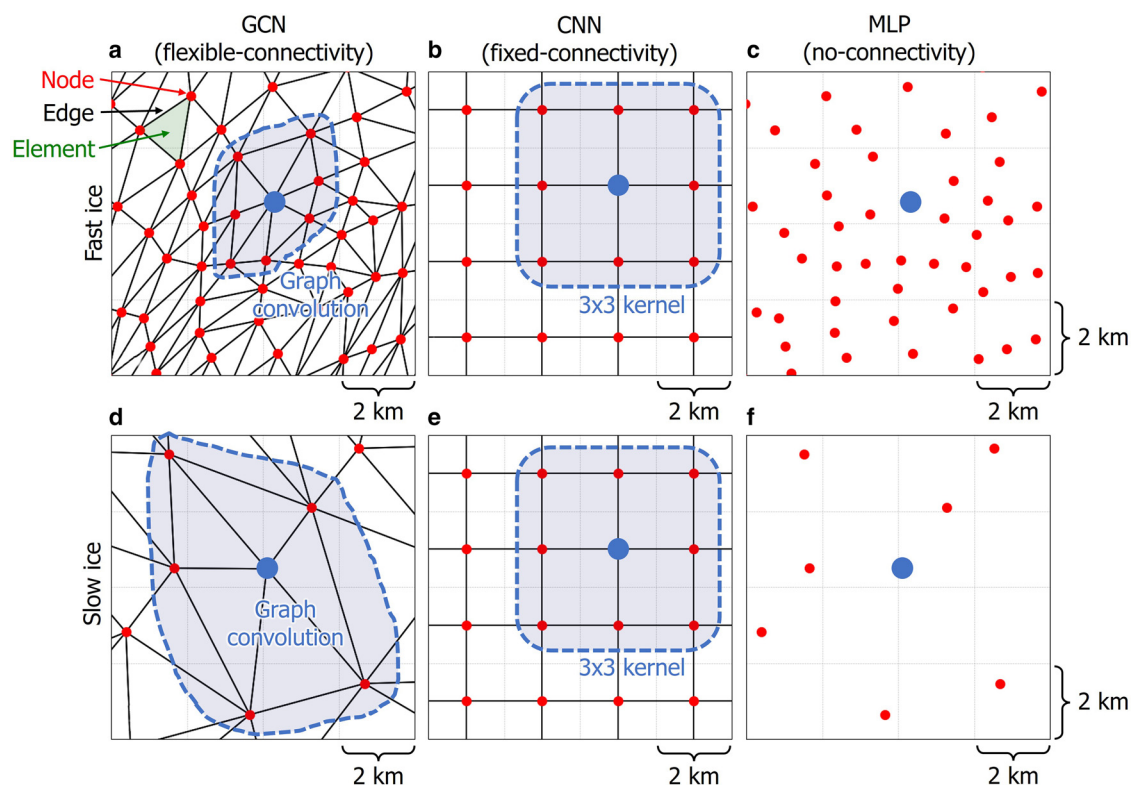 GCN
(flexible-connectivity)
CNN
(fixed-connectivity)
MLP
(no-connectivity)
a
b
c
Node
Edge
Element
Fast ice
Graph
convolution
3x3 kernel
2 km
2 km
2 km
2 km
d
e
f
Slow ice
Graph
convolution
3x3 kernel
2 km
2 km
2 km
2 km